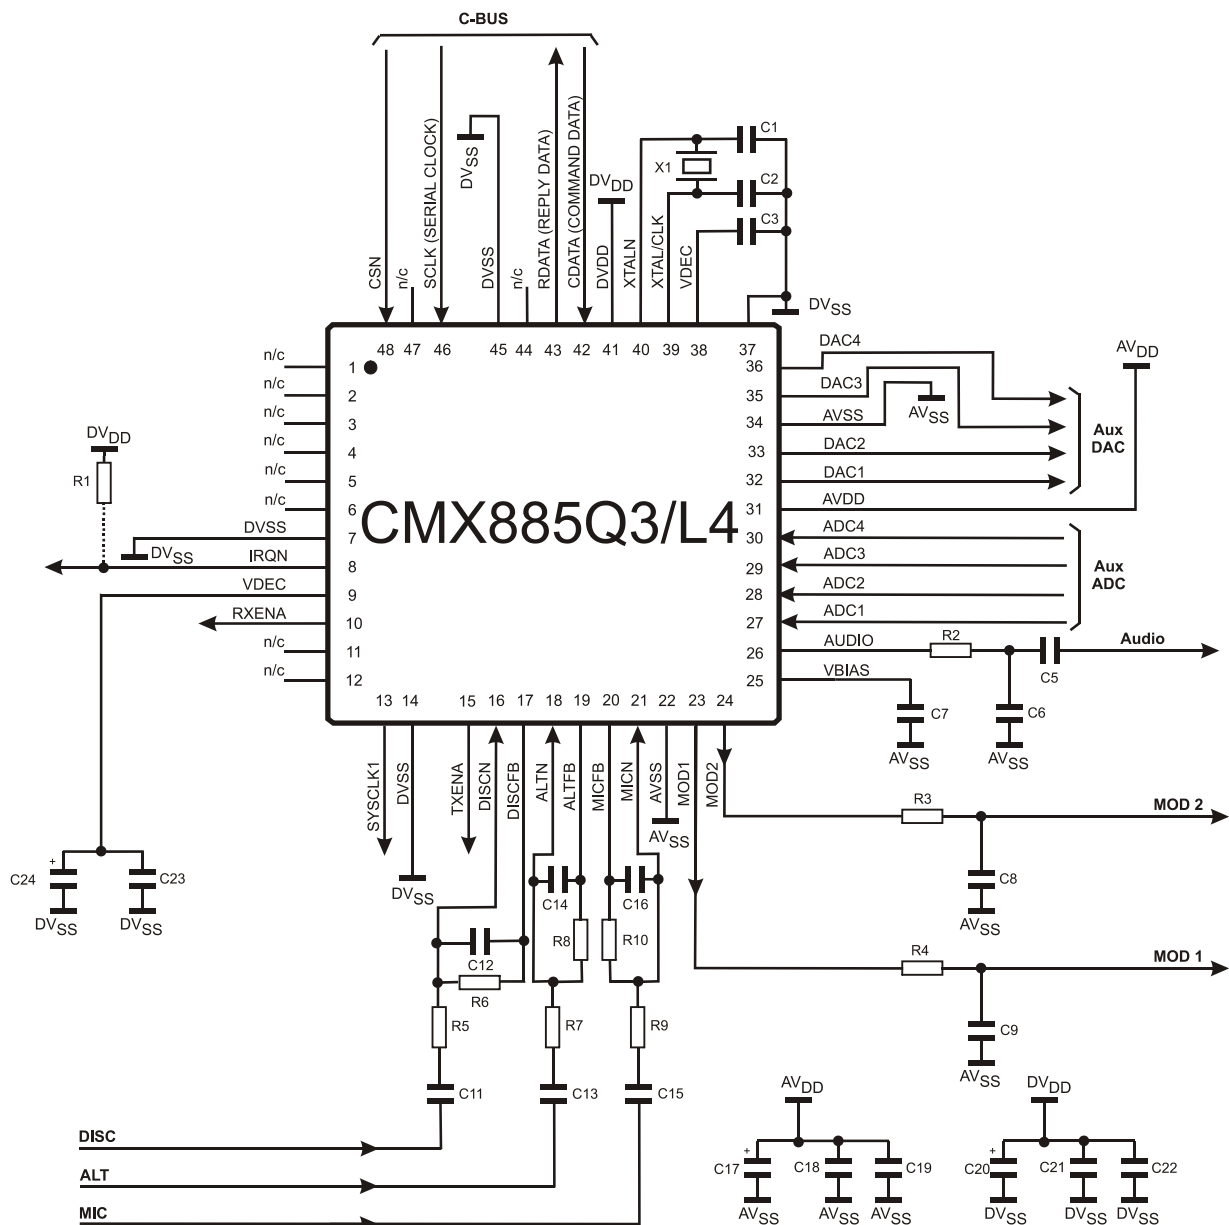 C-BUS
CSN
n/c
SCLK (SERIAL CLOCK)
DVSS
DVSS
n/c
RDATA (REPLY DATA)
CDATA (COMMAND DATA)
DVDD
DVDD
XTALN
XTAL/CLK
VDEC
X1
C1
C2
C3
DVSS
48 47 46 45 44 43 42 41 40 39 38 37
n/c 1
n/c 2
n/c 3
n/c 4
n/c 5
n/c 6
DVSS 7
IRQN 8
VDEC 9
RXENA 10
n/c 11
n/c 12
DVDD
R1
DVSS
CMX885Q3/L4
36 DAC4
35 DAC3
34 AVSS
33 DAC2
32 DAC1
31 AVDD
30 ADC4
29 ADC3
28 ADC2
27 ADC1
26 AUDIO
25 VBIAS
AVSS
AVDD
Aux
DAC
Aux
ADC
R2
C5
Audio
C7
C6
AVSS
AVSS
13 14 15 16 17 18 19 20 21 22 23 24
SYSCLK1
DVSS
TXENA
DISCN
DISCFB
ALTN
ALTFB
MICFB
MICN
AVSS
MOD1
MOD2
AVSS
DVSS
R3
MOD 2
C8
AVSS
R4
MOD 1
C9
AVSS
+
C24
C23
DVSS
DVSS
C14
C16
R8
R10
C12
R6
R5
R7
R9
C11
C13
C15
DISC
ALT
MIC
AVDD
+
C17
C18
C19
AVSS
AVSS
AVSS
DVDD
+
C20
C21
C22
DVSS
DVSS
DVSS